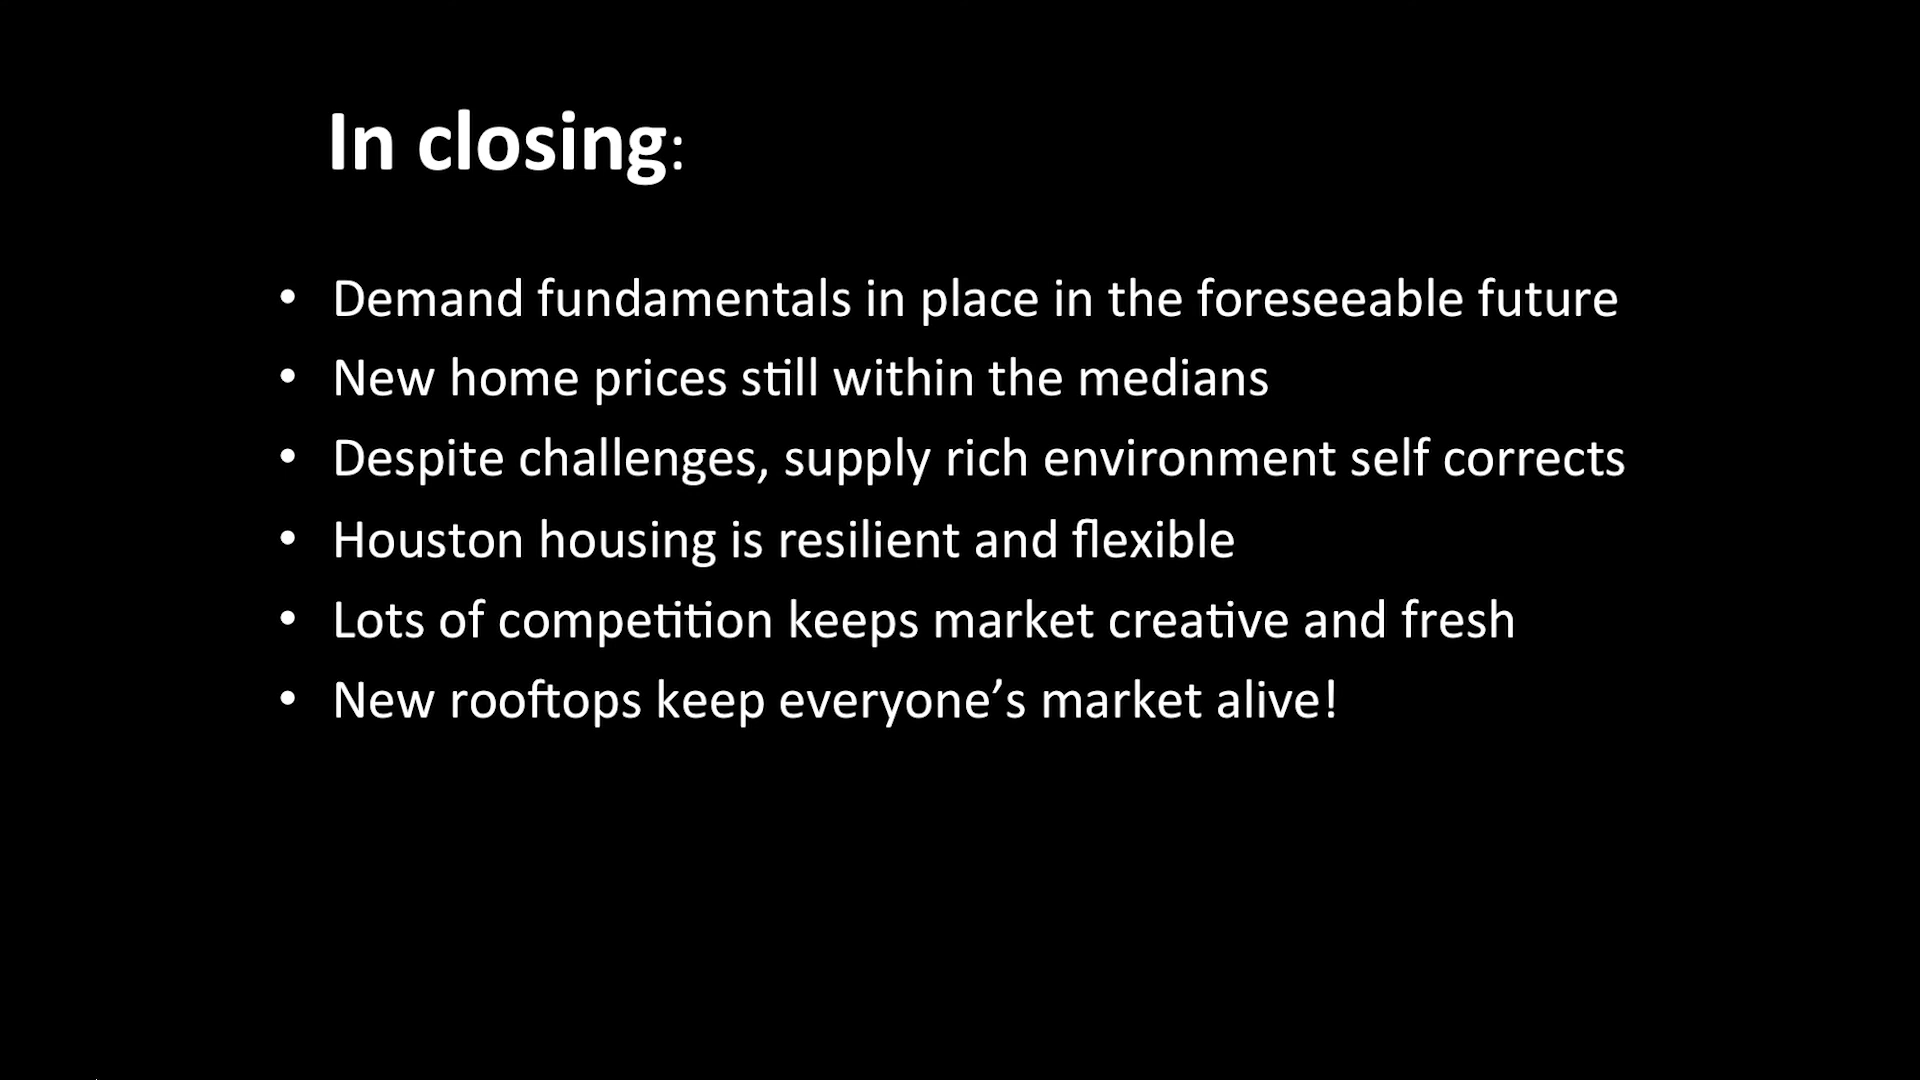 In closing:
• Demand fundamentals in place in the foreseeable future
• New home prices still within the medians
• Despite challenges, supply rich environment self corrects
• Houston housing is resilient and flexible
• Lots of competition keeps market creative and fresh
• New rooftops keep everyone’s market alive!